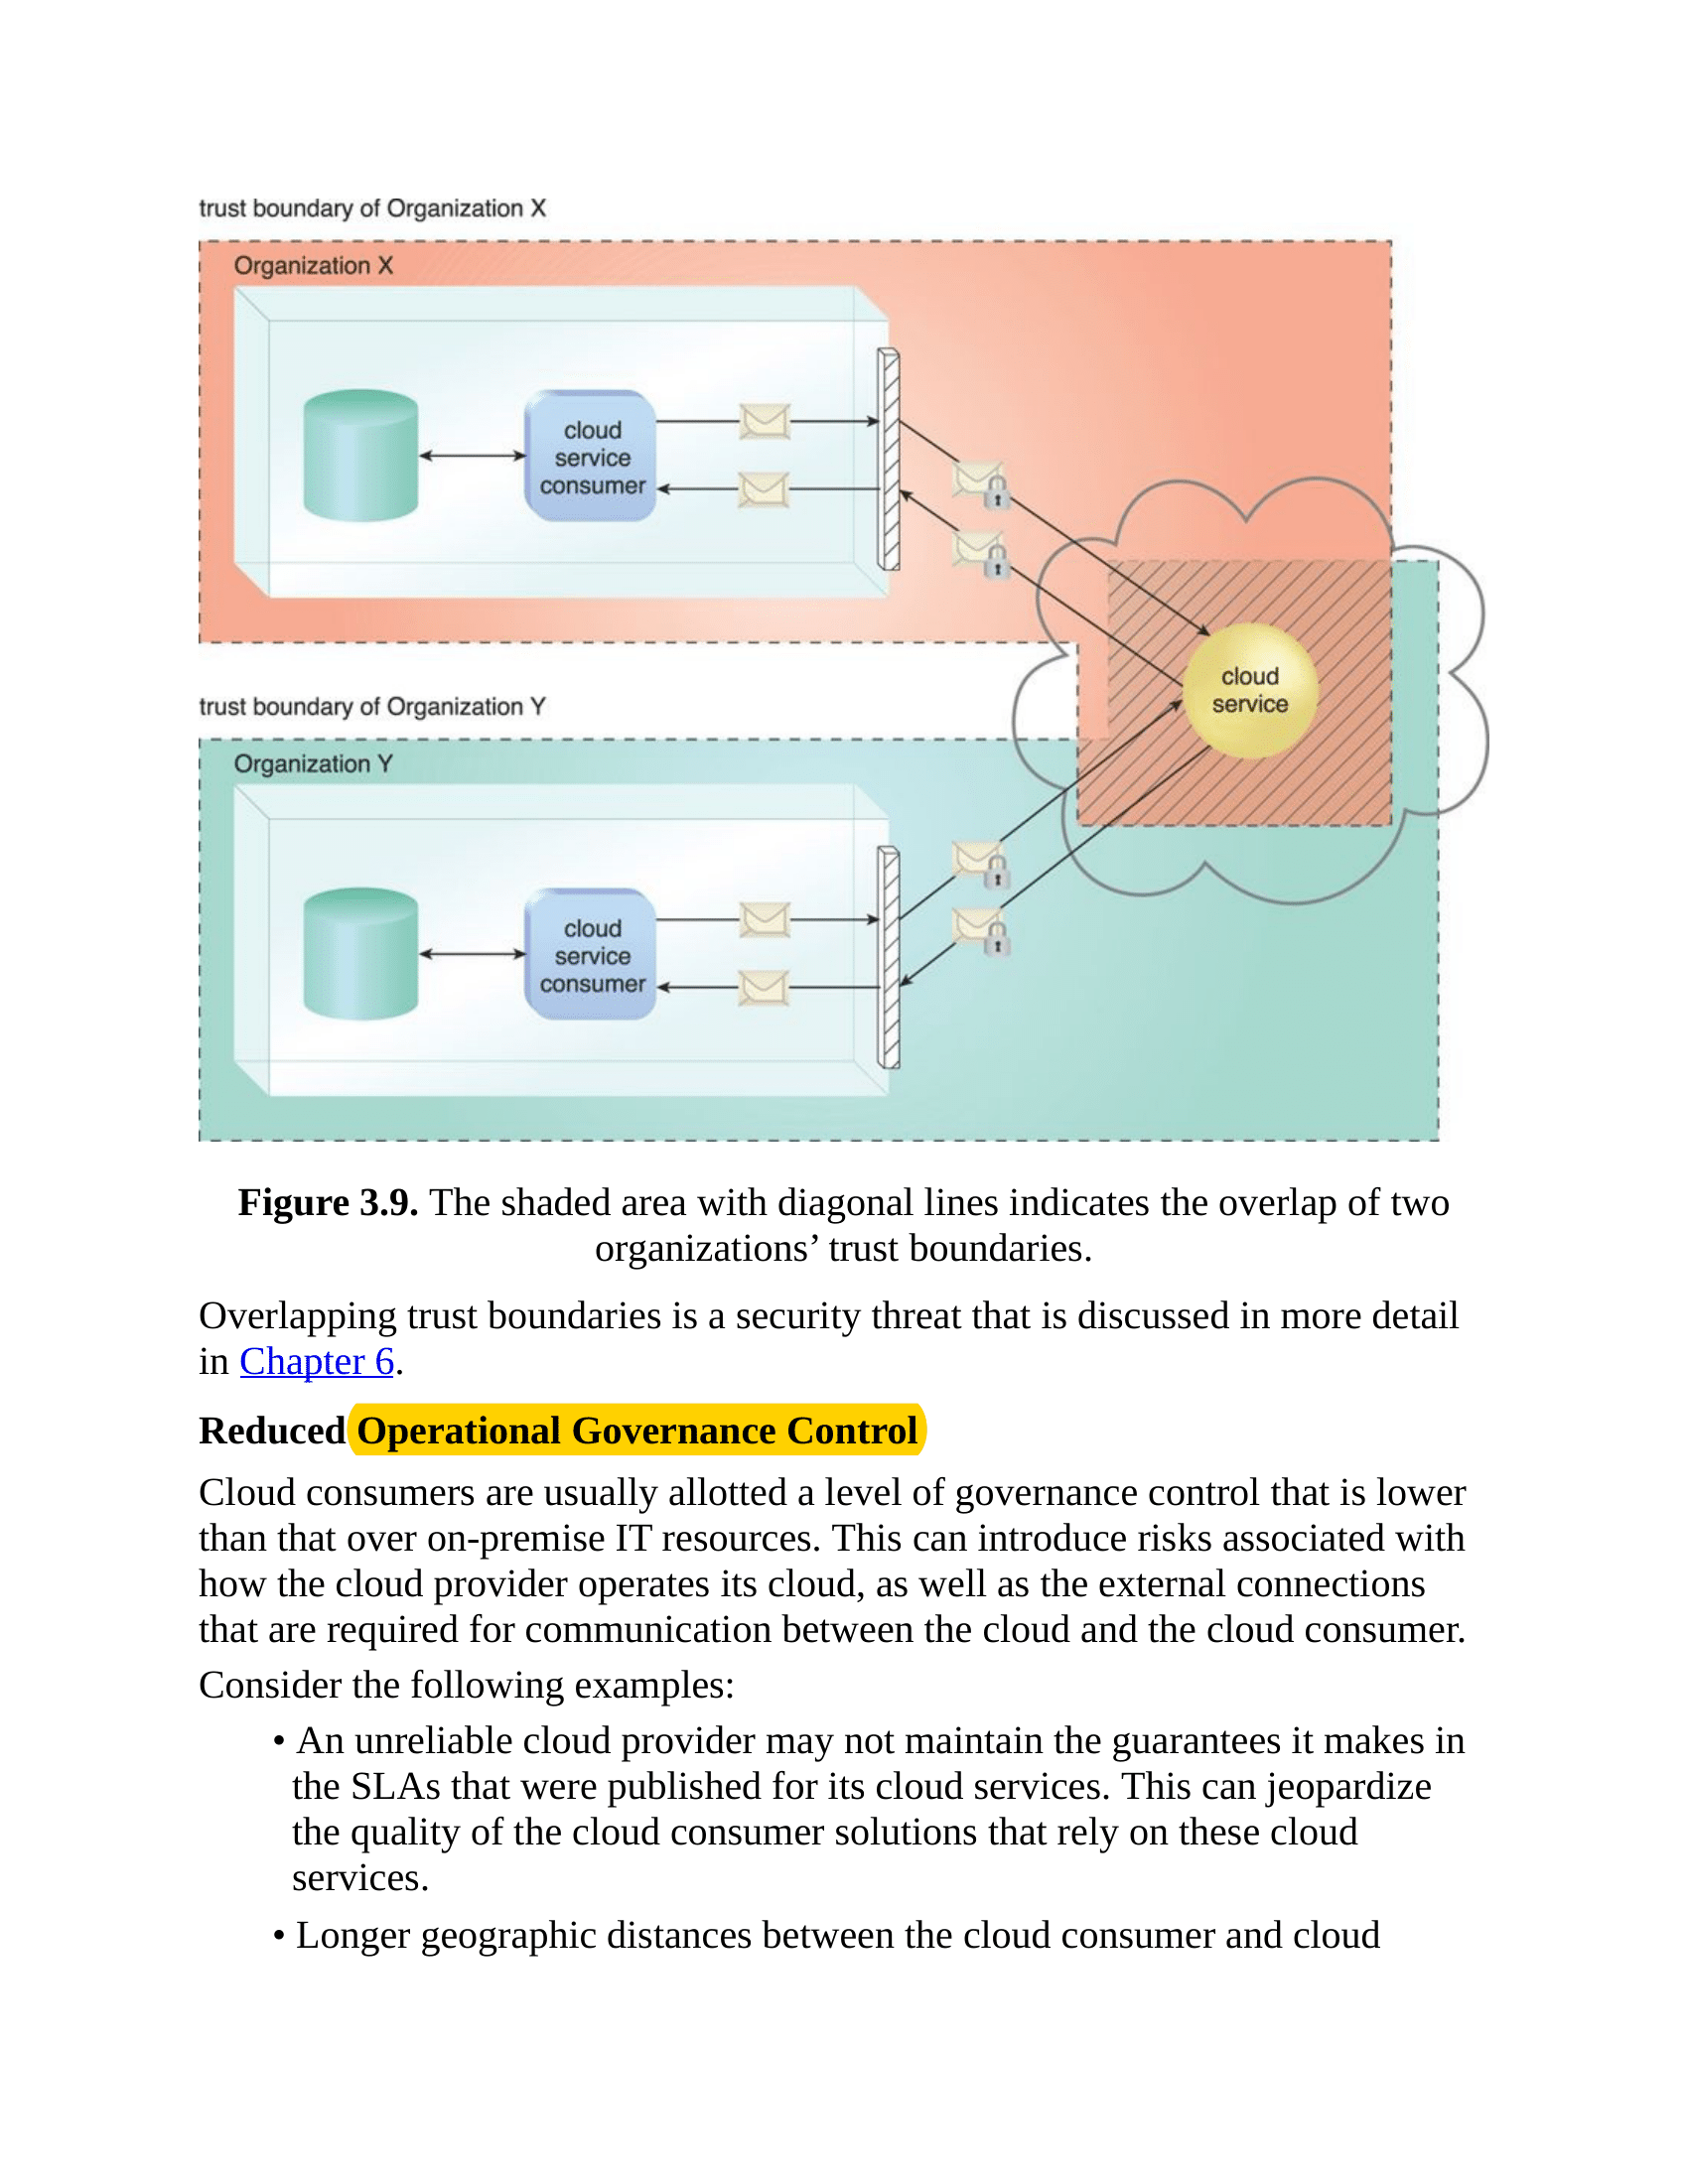 trust boundary of Organization X
Organization X
cloud
service
consumer
cloud
service
trust boundary of Organization Y
Organization Y
cloud
service
consumer
Figure 3.9. The shaded area with diagonal lines indicates the overlap of two
organizations’ trust boundaries.
Overlapping trust boundaries is a security threat that is discussed in more detail
in Chapter 6.
Reduced Operational Governance Control
Cloud consumers are usually allotted a level of governance control that is lower
than that over on-premise IT resources. This can introduce risks associated with
how the cloud provider operates its cloud, as well as the external connections
that are required for communication between the cloud and the cloud consumer.
Consider the following examples:
• An unreliable cloud provider may not maintain the guarantees it makes in
the SLAs that were published for its cloud services. This can jeopardize
the quality of the cloud consumer solutions that rely on these cloud
services.
• Longer geographic distances between the cloud consumer and cloud